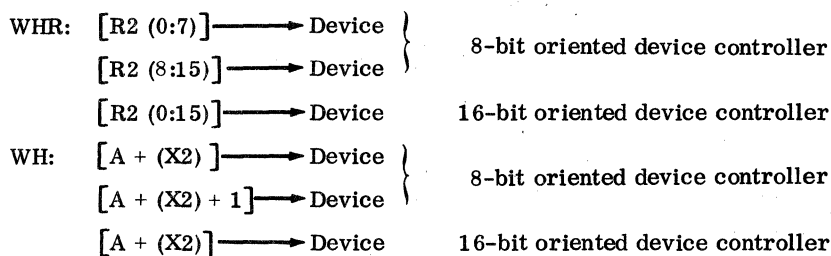 WHR: [R2 (0:7)] ⟶ Device
[R2 (8:15)] ⟶ Device } 8-bit oriented device controller
[R2 (0:15)] ⟶ Device 16-bit oriented device controller
WH: [A + (X2) ] ⟶ Device
[A + (X2) + 1] ⟶ Device } 8-bit oriented device controller
[A + (X2)] ⟶ Device 16-bit oriented device controller